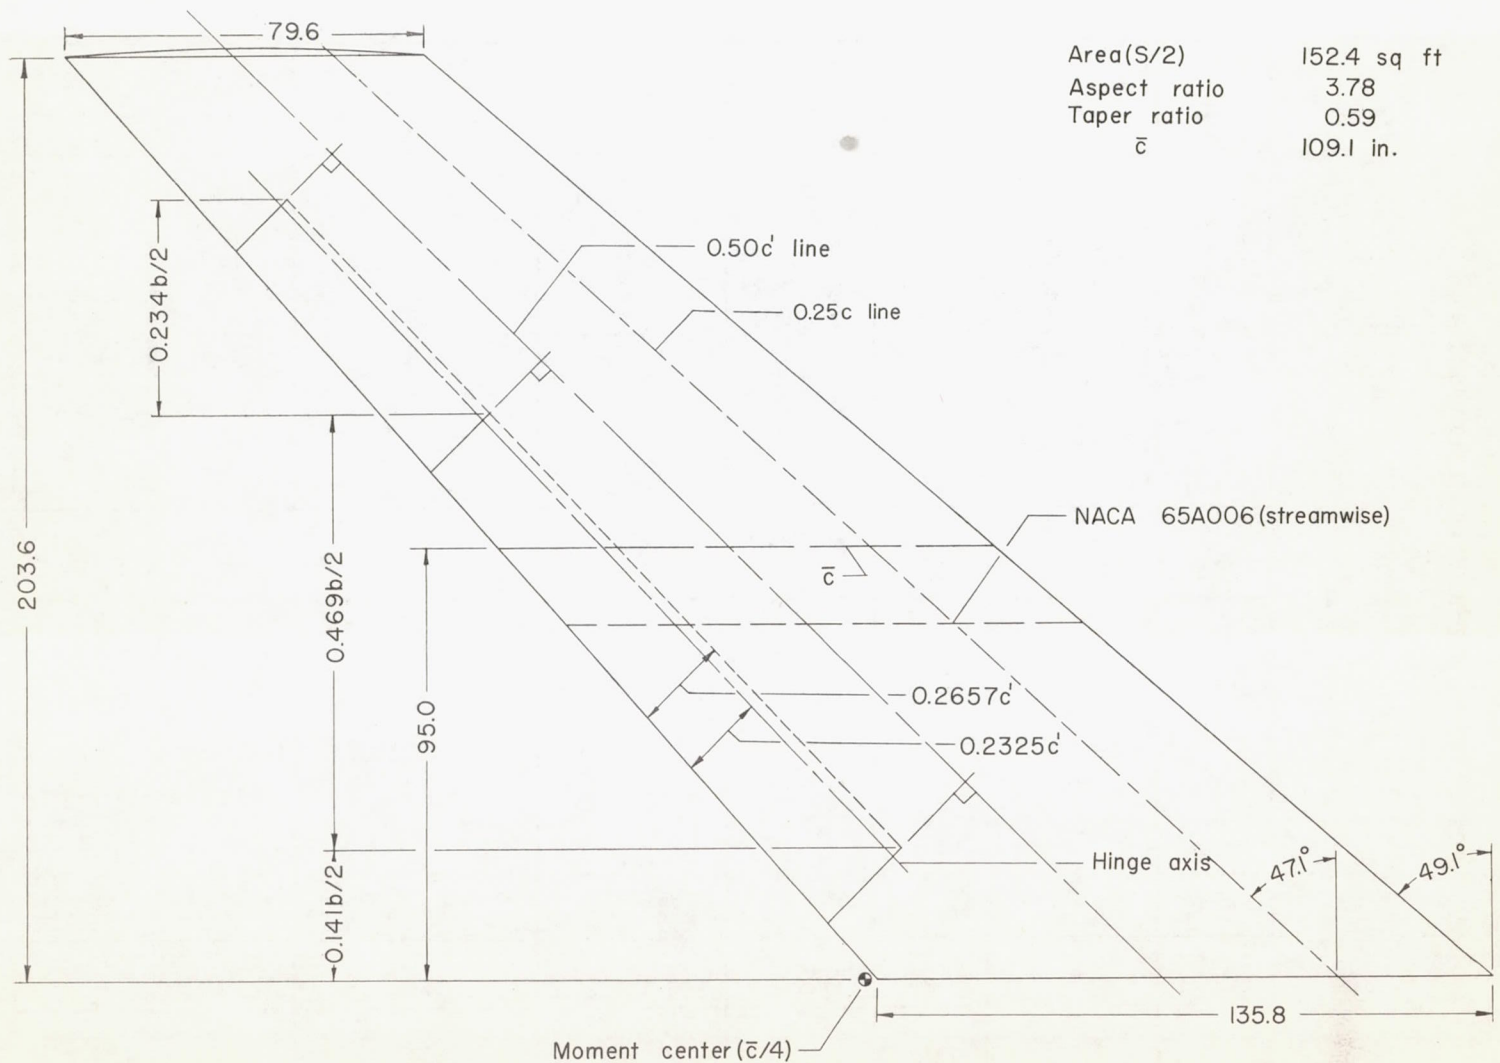 79.6
Area (S/2) 152.4 sq ft
Aspect ratio 3.78
Taper ratio 0.59
c̄ 109.1 in.
0.50c' line
0.234b/2
0.25c line
NACA 65A006 (streamwise)
203.6
c̄
0.469b/2
0.2657c'
95.0
0.2325c'
Hinge axis
47.1°
49.1°
0.141b/2
135.8
Moment center (c̄/4)